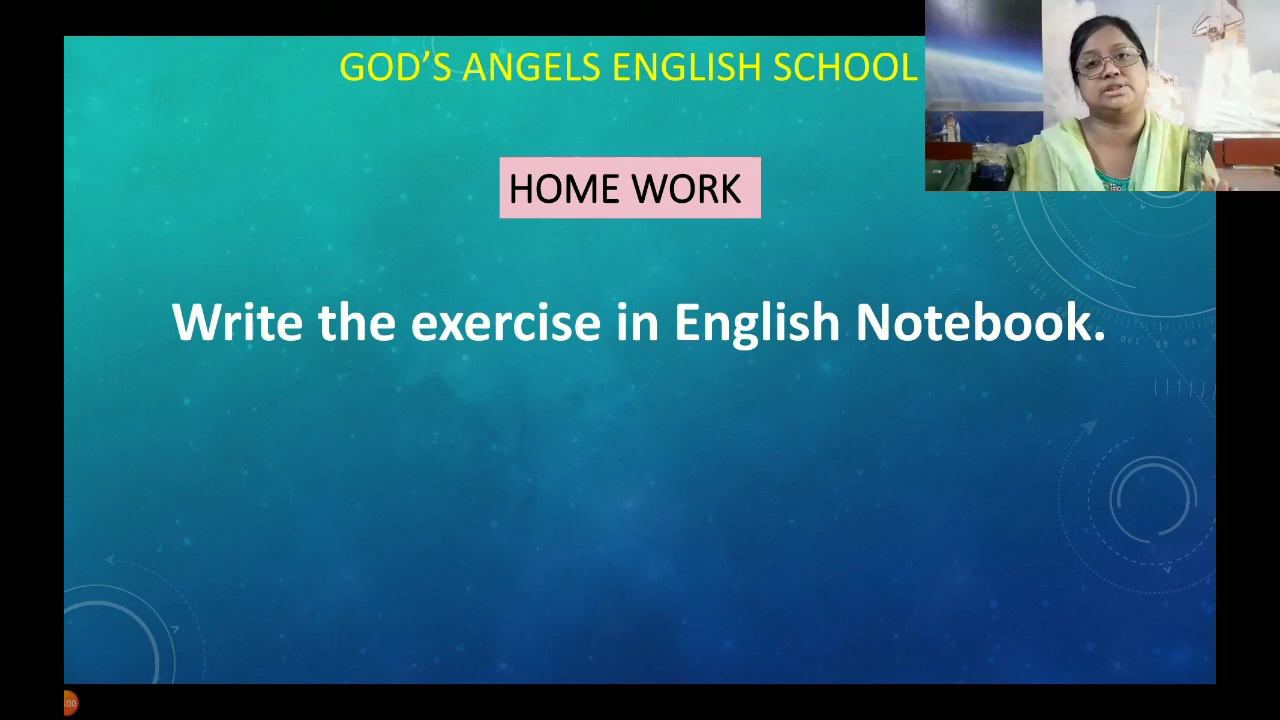 GOD’S ANGELS ENGLISH SCHOOL
HOME WORK
Write the exercise in English Notebook.